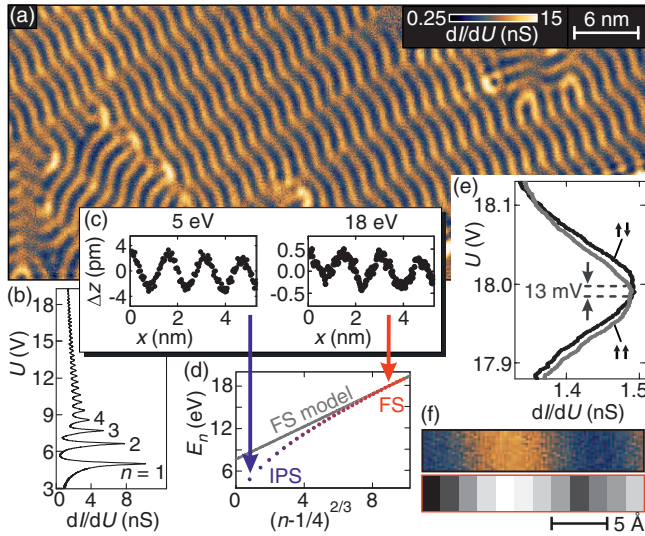 (a)
0.25 15
dI/dU (nS)
6 nm
(c)
5 eV
18 eV
Δz (pm)
4
0
-4
0.5
0.0
-0.5
0 2 4
x (nm)
0 2 4
x (nm)
(b)
U (V)
18
15
12
9
6
3
4
3
2
n = 1
0 4 8
dI/dU (nS)
(d)
E_n (eV)
18
12
6
FS model
FS
IPS
0 4 8
(n-1/4)^2/3
(e)
U (V)
18.1
18.0
17.9
13 mV
↑↓
↑↑
1.4 1.5
dI/dU (nS)
(f)
5 Å